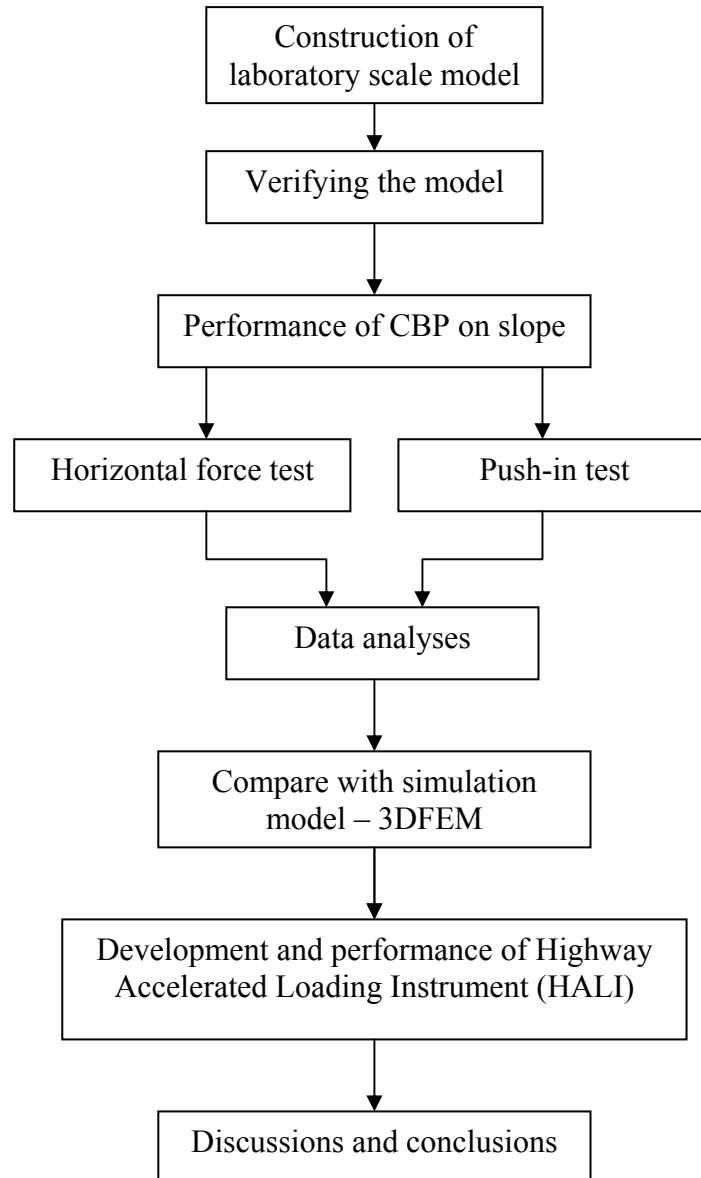 Construction of
laboratory scale model
Verifying the model
Performance of CBP on slope
Horizontal force test
Push-in test
Data analyses
Compare with simulation
model – 3DFEM
Development and performance of Highway
Accelerated Loading Instrument (HALI)
Discussions and conclusions